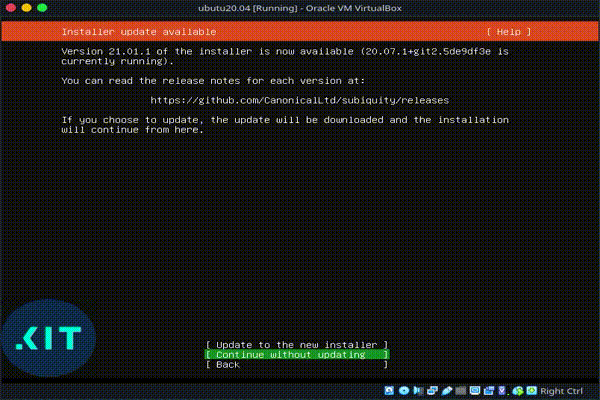 ubutu20.04 [Running] - Oracle VM VirtualBox
Installer update available [ Help ]
Version 21.01.1 of the installer is now available (20.07.1+git2.5de9df3e is
currently running).
You can read the release notes for each version at:
https://github.com/CanonicalLtd/subiquity/releases
If you choose to update, the update will be downloaded and the installation
will continue from here.
.KIT
[ Update to the new installer ]
[ Continue without updating ]
[ Back ]
Right Ctrl